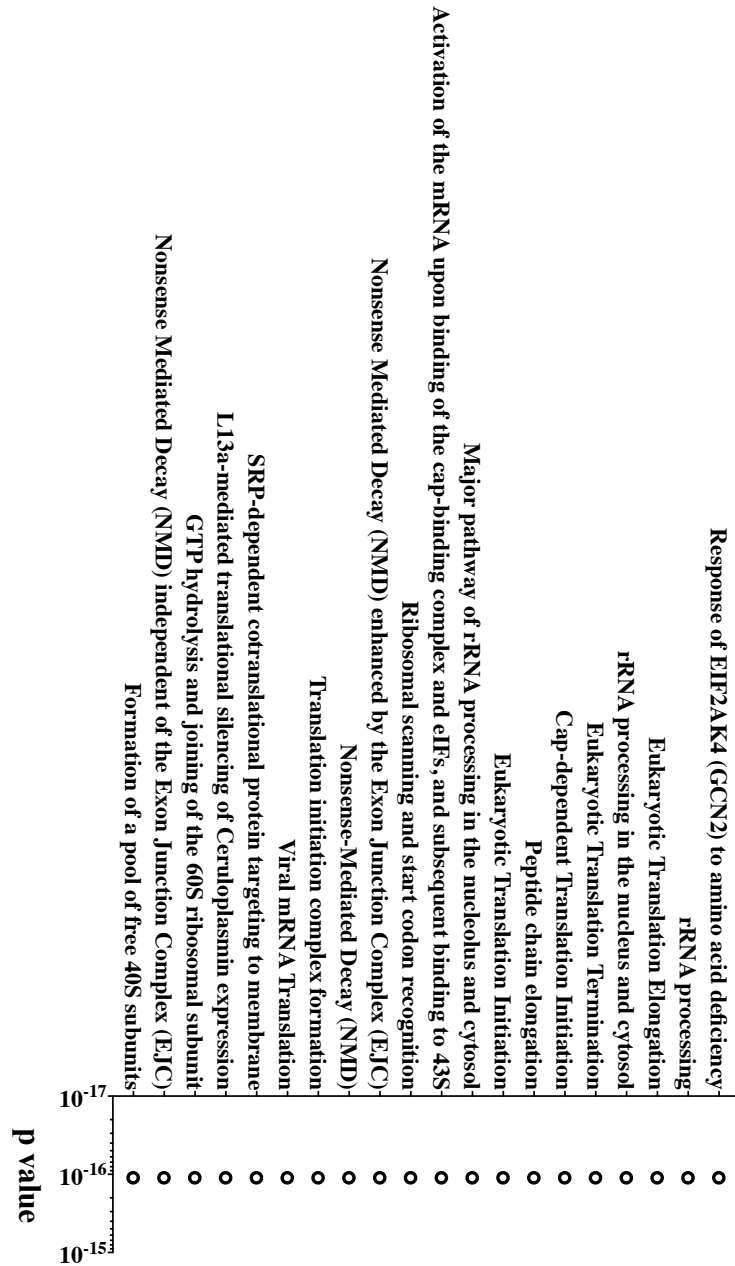 Response of EIF2AK4 (GCN2) to amino acid deficiency
rRNA processing
Eukaryotic Translation Elongation
rRNA processing in the nucleus and cytosol
Eukaryotic Translation Termination
Cap-dependent Translation Initiation
Peptide chain elongation
Eukaryotic Translation Initiation
Major pathway of rRNA processing in the nucleolus and cytosol
Activation of the mRNA upon binding of the cap-binding complex and eIFs, and subsequent binding to 43S
Ribosomal scanning and start codon recognition
Nonsense Mediated Decay (NMD) enhanced by the Exon Junction Complex (EJC)
Nonsense-Mediated Decay (NMD)
Translation initiation complex formation
Viral mRNA Translation
SRP-dependent cotranslational protein targeting to membrane
L13a-mediated translational silencing of Ceruloplasmin expression
GTP hydrolysis and joining of the 60S ribosomal subunit
Nonsense Mediated Decay (NMD) independent of the Exon Junction Complex (EJC)
Formation of a pool of free 40S subunits
10⁻¹⁷
10⁻¹⁶
10⁻¹⁵
p value